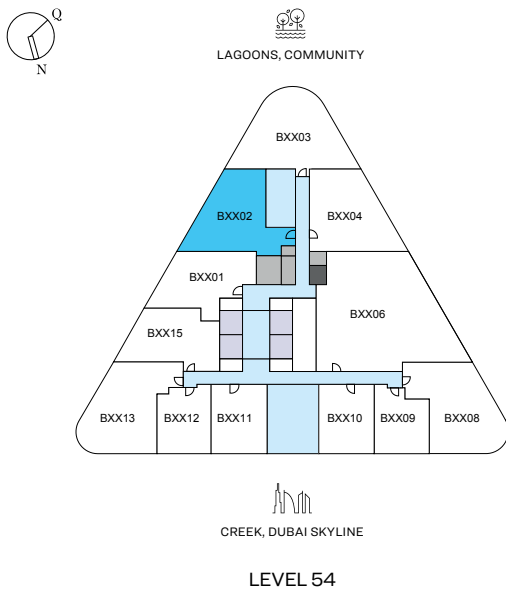 Q
N
LAGOONS, COMMUNITY
BXX03
BXX02
BXX04
BXX01
BXX06
BXX15
BXX13
BXX12
BXX11
BXX10
BXX09
BXX08
CREEK, DUBAI SKYLINE
LEVEL 54